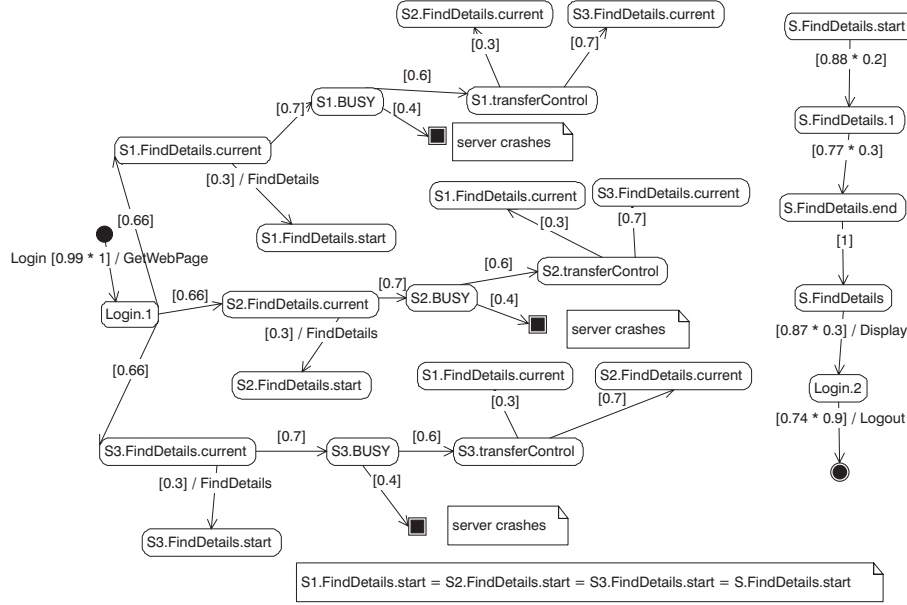 S2.FindDetails.current
S3.FindDetails.current
[0.3]
[0.7]
[0.6]
S1.BUSY
S1.transferControl
[0.7]
[0.4]
server crashes
S1.FindDetails.current
[0.3] / FindDetails
[0.66]
S1.FindDetails.start
Login [0.99 * 1] / GetWebPage
Login.1
S1.FindDetails.current
S3.FindDetails.current
[0.3]
[0.7]
[0.6]
S2.transferControl
[0.66]
S2.FindDetails.current
[0.7]
S2.BUSY
[0.4]
server crashes
[0.3] / FindDetails
S2.FindDetails.start
[0.66]
S1.FindDetails.current
S2.FindDetails.current
[0.3]
[0.7]
S3.FindDetails.current
[0.7]
S3.BUSY
[0.6]
S3.transferControl
[0.3] / FindDetails
[0.4]
server crashes
S3.FindDetails.start
S1.FindDetails.start = S2.FindDetails.start = S3.FindDetails.start = S.FindDetails.start
S.FindDetails.start
[0.88 * 0.2]
S.FindDetails.1
[0.77 * 0.3]
S.FindDetails.end
[1]
S.FindDetails
[0.87 * 0.3] / Display
Login.2
[0.74 * 0.9] / Logout